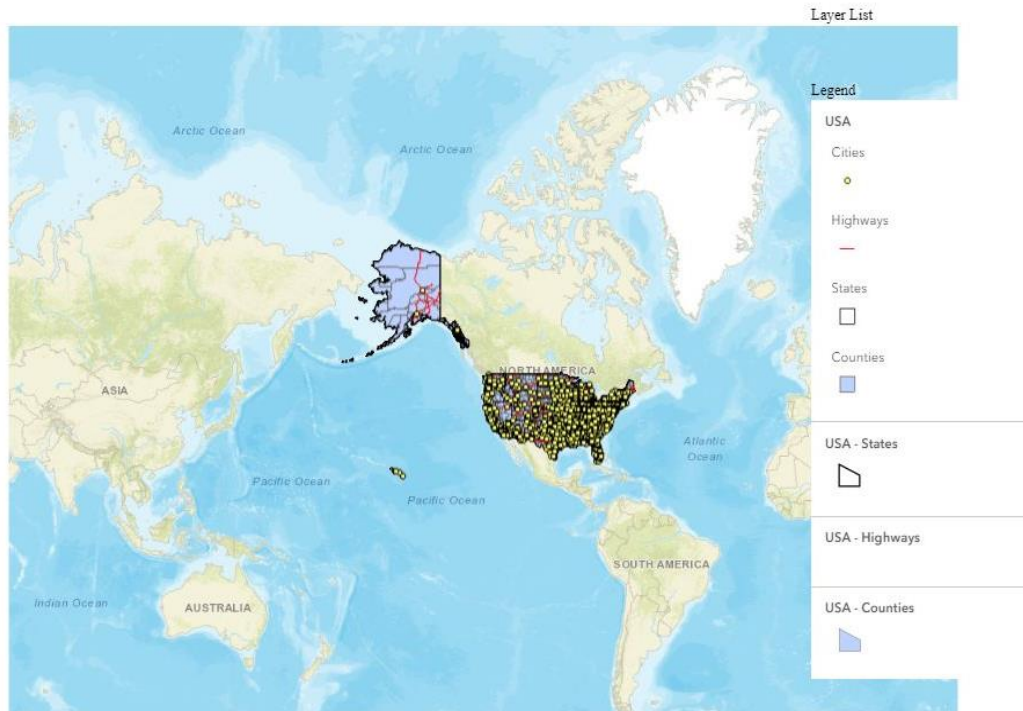 Layer List
Legend
USA
Cities
Highways
States
Counties
USA - States
USA - Highways
USA - Counties
Arctic Ocean
Arctic Ocean
NORTH AMERICA
ASIA
Atlantic
Ocean
Pacific Ocean
Pacific Ocean
SOUTH AMERICA
Indian Ocean
AUSTRALIA